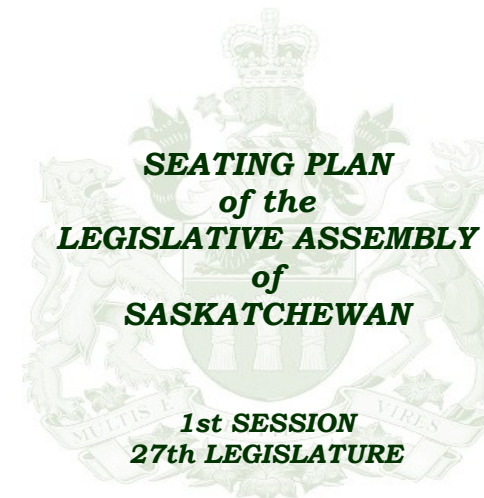 SEATING PLAN
of the
LEGISLATIVE ASSEMBLY
of
SASKATCHEWAN
1st SESSION
27th LEGISLATURE
MULTIS E
VIRES